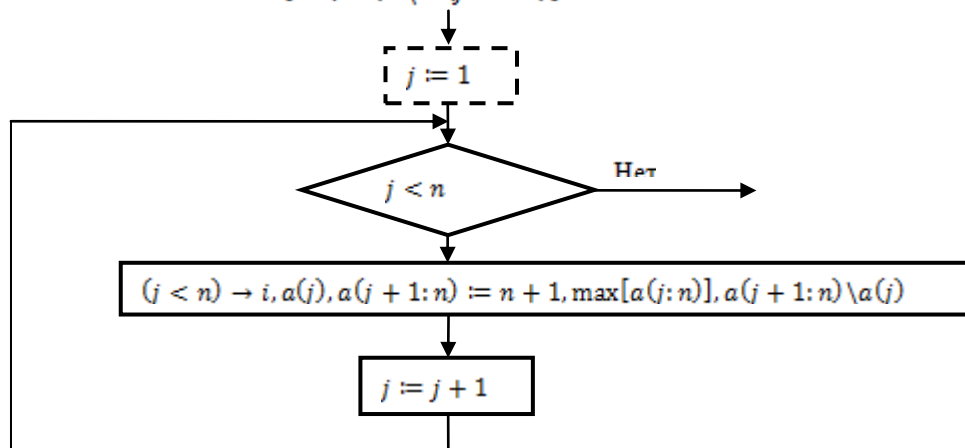 j ≔ 1
j < n
Нет
(j < n) → i, a(j), a(j + 1: n) ≔ n + 1, max[a(j: n)], a(j + 1: n)\a(j)
j ≔ j + 1